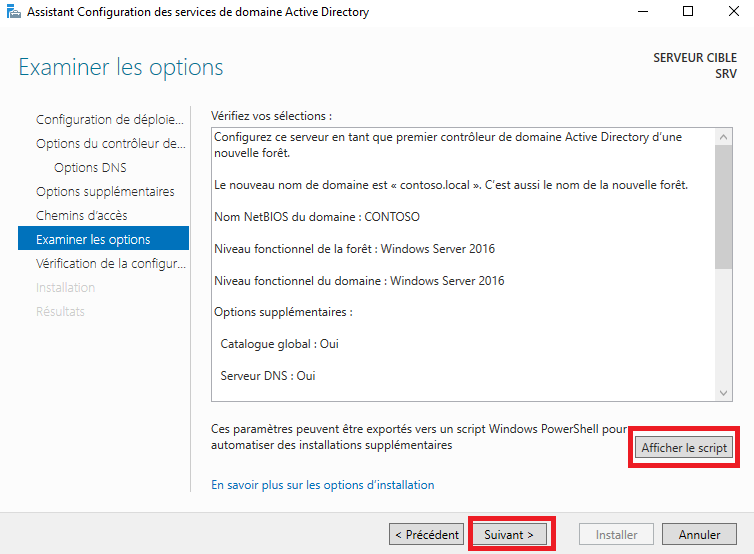 Assistant Configuration des services de domaine Active Directory
Examiner les options
SERVEUR CIBLE
SRV
Configuration de déploie...
Options du contrôleur de...
Options DNS
Options supplémentaires
Chemins d'accès
Examiner les options
Vérification de la configur...
Installation
Résultats
Vérifiez vos sélections :
Configurez ce serveur en tant que premier contrôleur de domaine Active Directory d'une
nouvelle forêt.
Le nouveau nom de domaine est « contoso.local ». C'est aussi le nom de la nouvelle forêt.
Nom NetBIOS du domaine : CONTOSO
Niveau fonctionnel de la forêt : Windows Server 2016
Niveau fonctionnel du domaine : Windows Server 2016
Options supplémentaires :
Catalogue global : Oui
Serveur DNS : Oui
Ces paramètres peuvent être exportés vers un script Windows PowerShell pour
automatiser des installations supplémentaires
Afficher le script
En savoir plus sur les options d'installation
< Précédent
Suivant >
Installer
Annuler